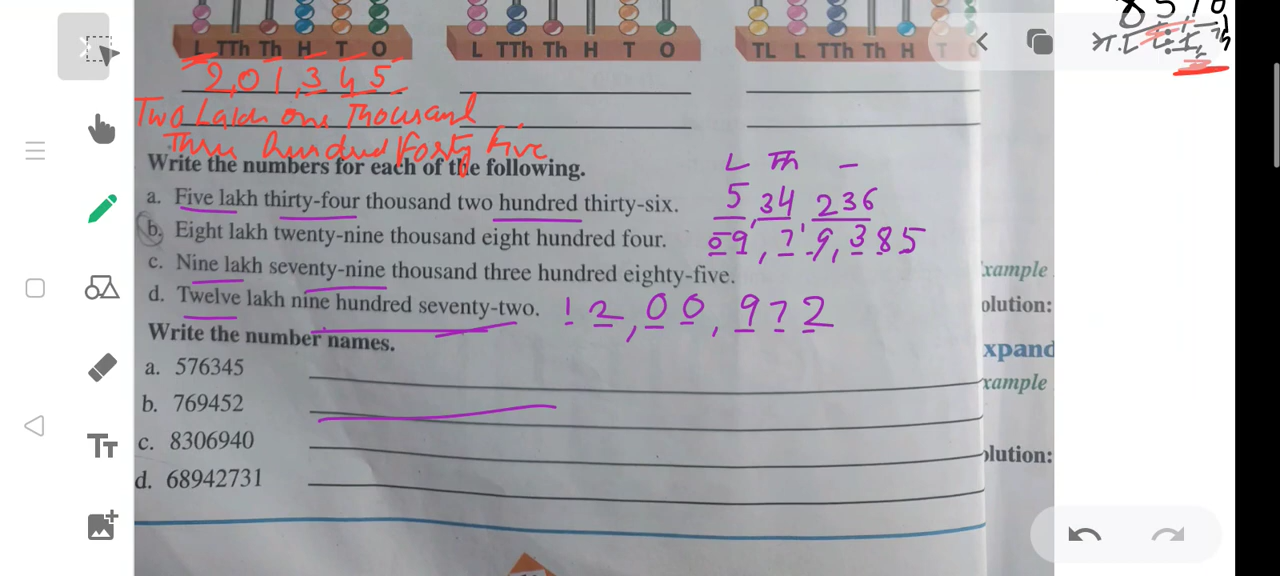 L TTh Th H T O
L TTh Th H T O
TL L TTh Th H T O
2,01,345
Two Lakh one Thousand
Three hundred Forty Five
Write the numbers for each of the following.
L Th –
a. Five lakh thirty-four thousand two hundred thirty-six. 5,34,236
b. Eight lakh twenty-nine thousand eight hundred four.
09,79,385
c. Nine lakh seventy-nine thousand three hundred eighty-five.
d. Twelve lakh nine hundred seventy-two. 12,00,972
Write the number names.
a. 576345
b. 769452
c. 8306940
d. 68942731
xample
olution:
xpand
xample
olution:
TT